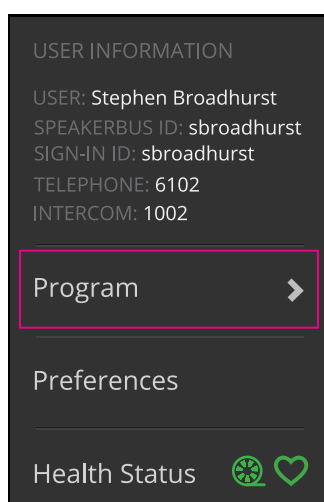 USER INFORMATION
USER: Stephen Broadhurst
SPEAKERBUS ID: sbroadhurst
SIGN-IN ID: sbroadhurst
TELEPHONE: 6102
INTERCOM: 1002
Program
Preferences
Health Status